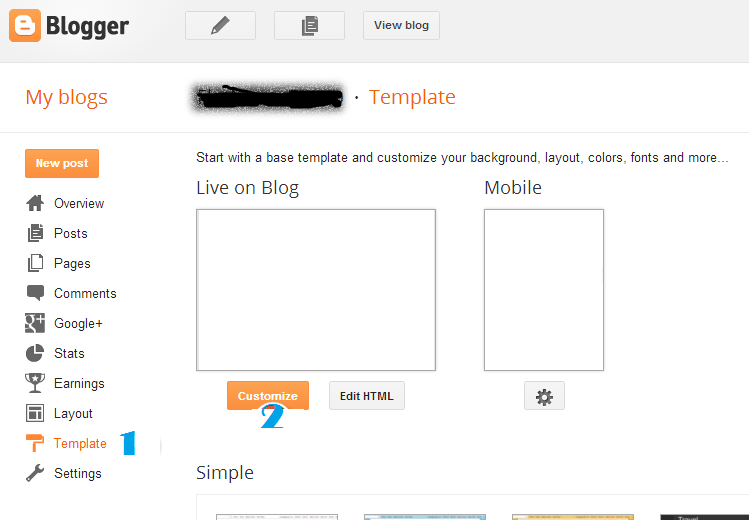 Blogger
View blog
My blogs
· Template
New post
Start with a base template and customize your background, layout, colors, fonts and more...
Live on Blog
Mobile
Overview
Posts
Pages
Comments
Google+
Stats
Earnings
Layout
Template 1
Settings
Customize
2
Edit HTML
Simple